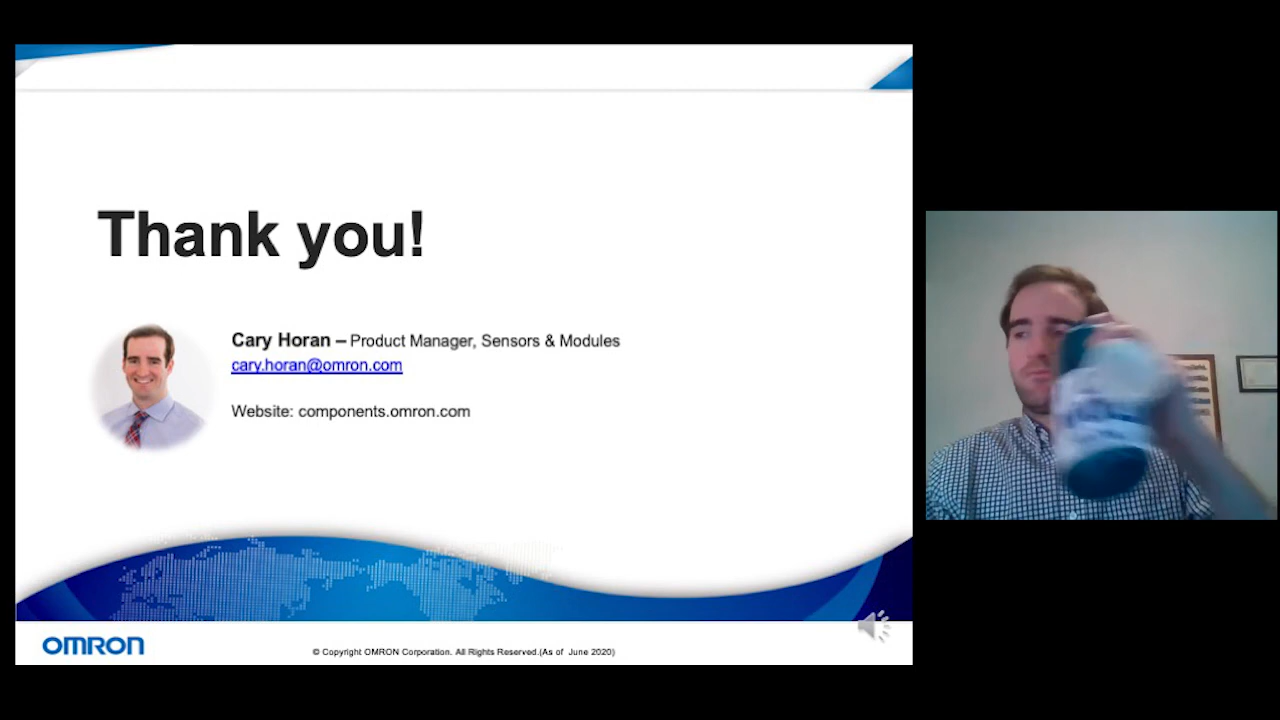 Thank you!
Cary Horan – Product Manager, Sensors & Modules
cary.horan@omron.com
Website: components.omron.com
OMRON
© Copyright OMRON Corporation. All Rights Reserved.(As of June 2020)